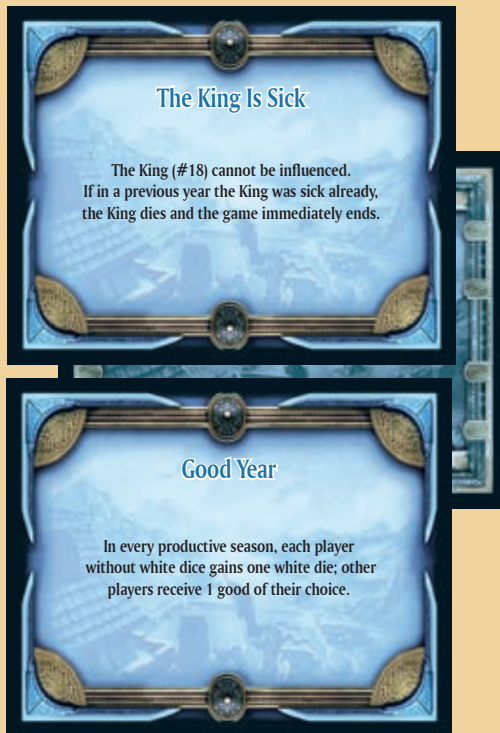 The King Is Sick
The King (#18) cannot be influenced.
If in a previous year the King was sick already,
the King dies and the game immediately ends.
Good Year
In every productive season, each player
without white dice gains one white die; other
players receive 1 good of their choice.